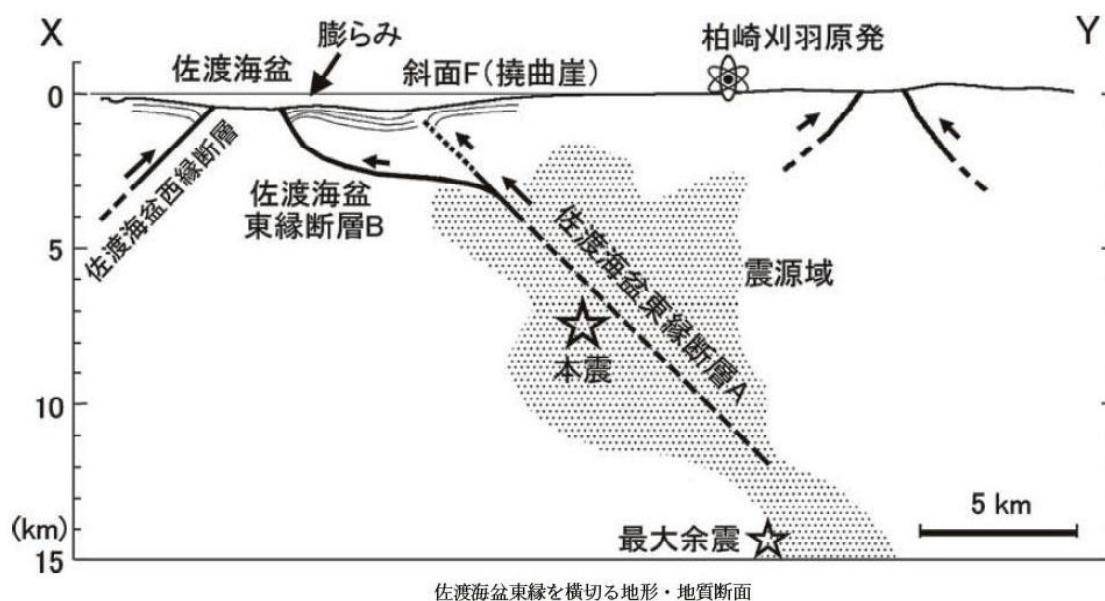 X
Y
膨らみ
柏崎刈羽原発
佐渡海盆
斜面F(撓曲崖)
0
佐渡海盆西縁断層
佐渡海盆
東縁断層B
佐渡海盆東縁断層A
5
震源域
本震
10
5 km
(km)
最大余震
15
佐渡海盆東縁を横切る地形・地質断面